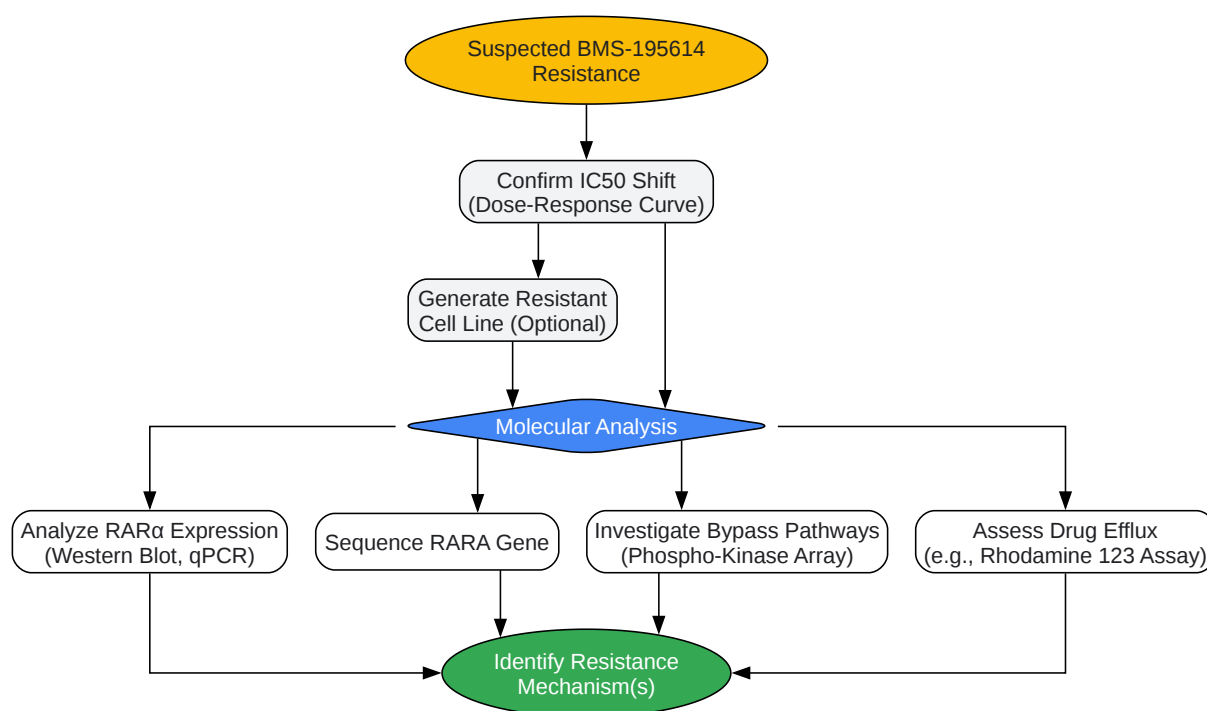 Suspected BMS-195614
Resistance
Confirm IC50 Shift
(Dose-Response Curve)
Generate Resistant
Cell Line (Optional)
Molecular Analysis
Analyze RARα Expression
(Western Blot, qPCR)
Sequence RARA Gene
Investigate Bypass Pathways
(Phospho-Kinase Array)
Assess Drug Efflux
(e.g., Rhodamine 123 Assay)
Identify Resistance
Mechanism(s)